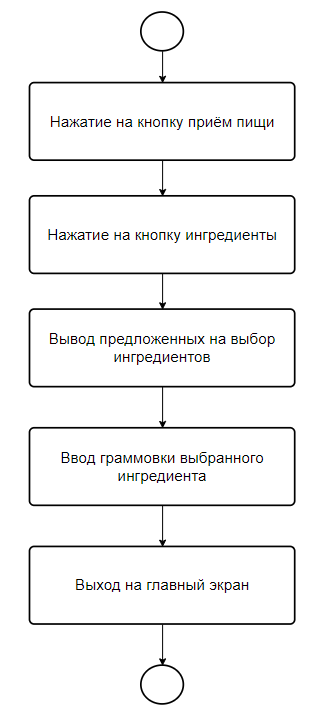 Нажатие на кнопку приём пищи
Нажатие на кнопку ингредиенты
Вывод предложенных на выбор
ингредиентов
Ввод граммовки выбранного
ингредиента
Выход на главный экран